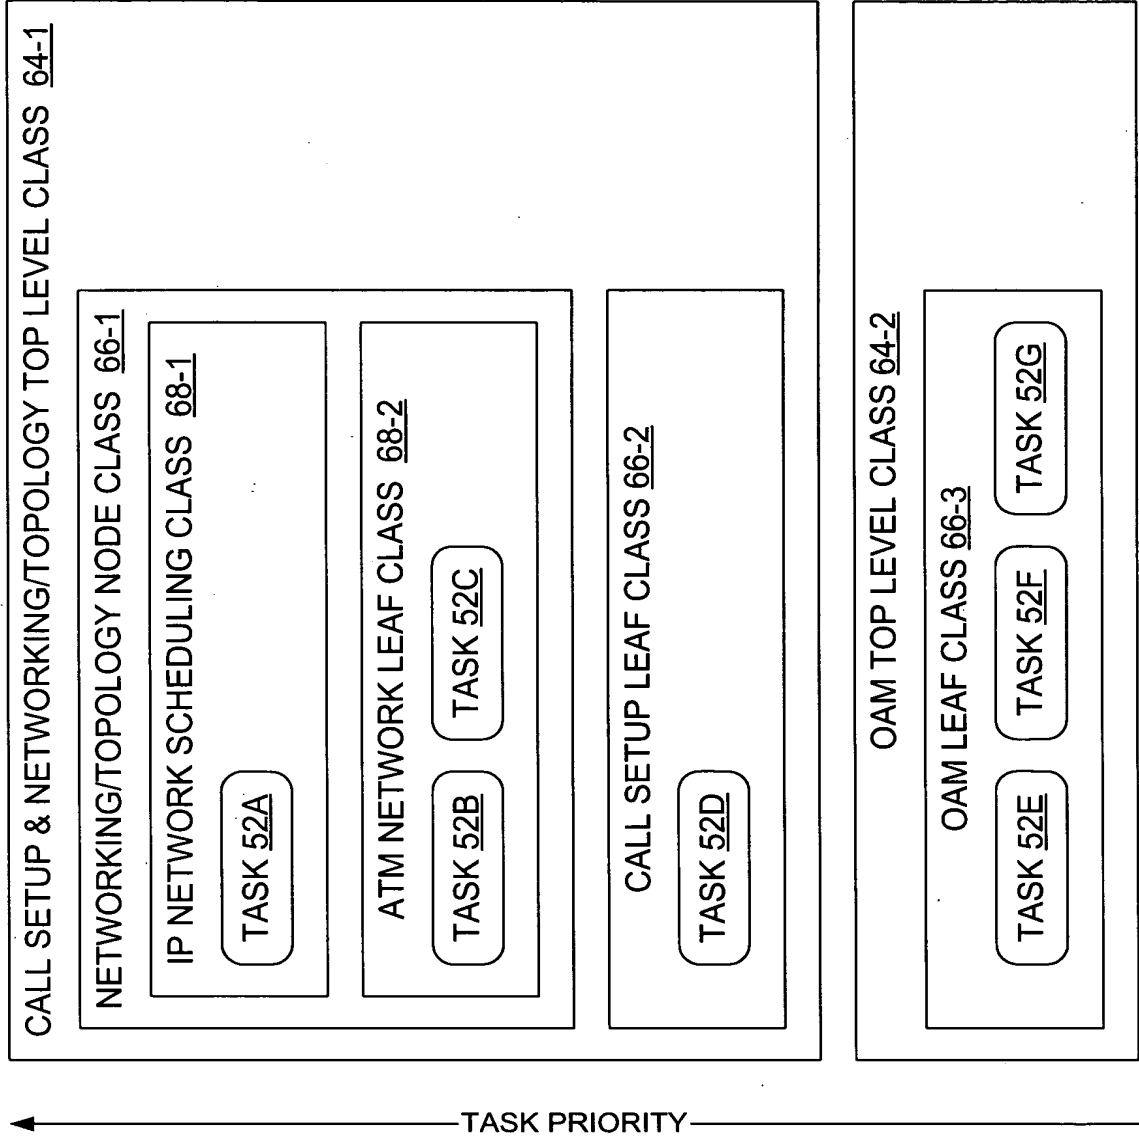 CALL SETUP & NETWORKING/TOPOLOGY TOP LEVEL CLASS 64-1
NETWORKING/TOPOLOGY NODE CLASS 66-1
IP NETWORK SCHEDULING CLASS 68-1
TASK 52A
ATM NETWORK LEAF CLASS 68-2
TASK 52B
TASK 52C
CALL SETUP LEAF CLASS 66-2
TASK 52D
OAM TOP LEVEL CLASS 64-2
OAM LEAF CLASS 66-3
TASK 52E
TASK 52F
TASK 52G
TASK PRIORITY